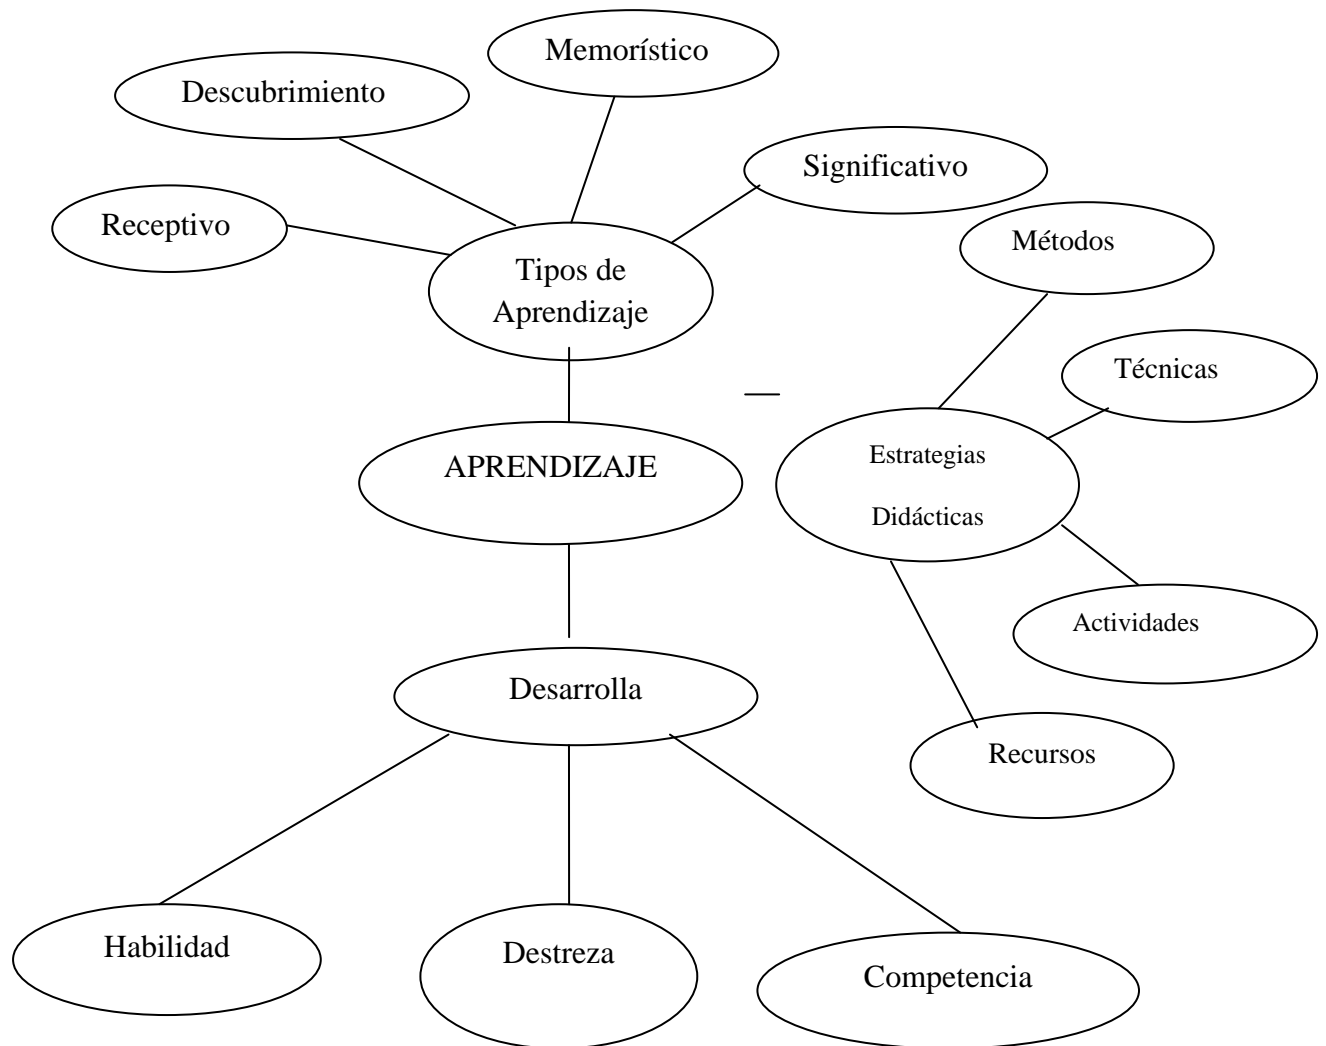 Memorístico
Descubrimiento
Significativo
Receptivo
Métodos
Tipos de
Aprendizaje
Técnicas
APRENDIZAJE
Estrategias
Didácticas
Actividades
Desarrolla
Recursos
Habilidad
Destreza
Competencia